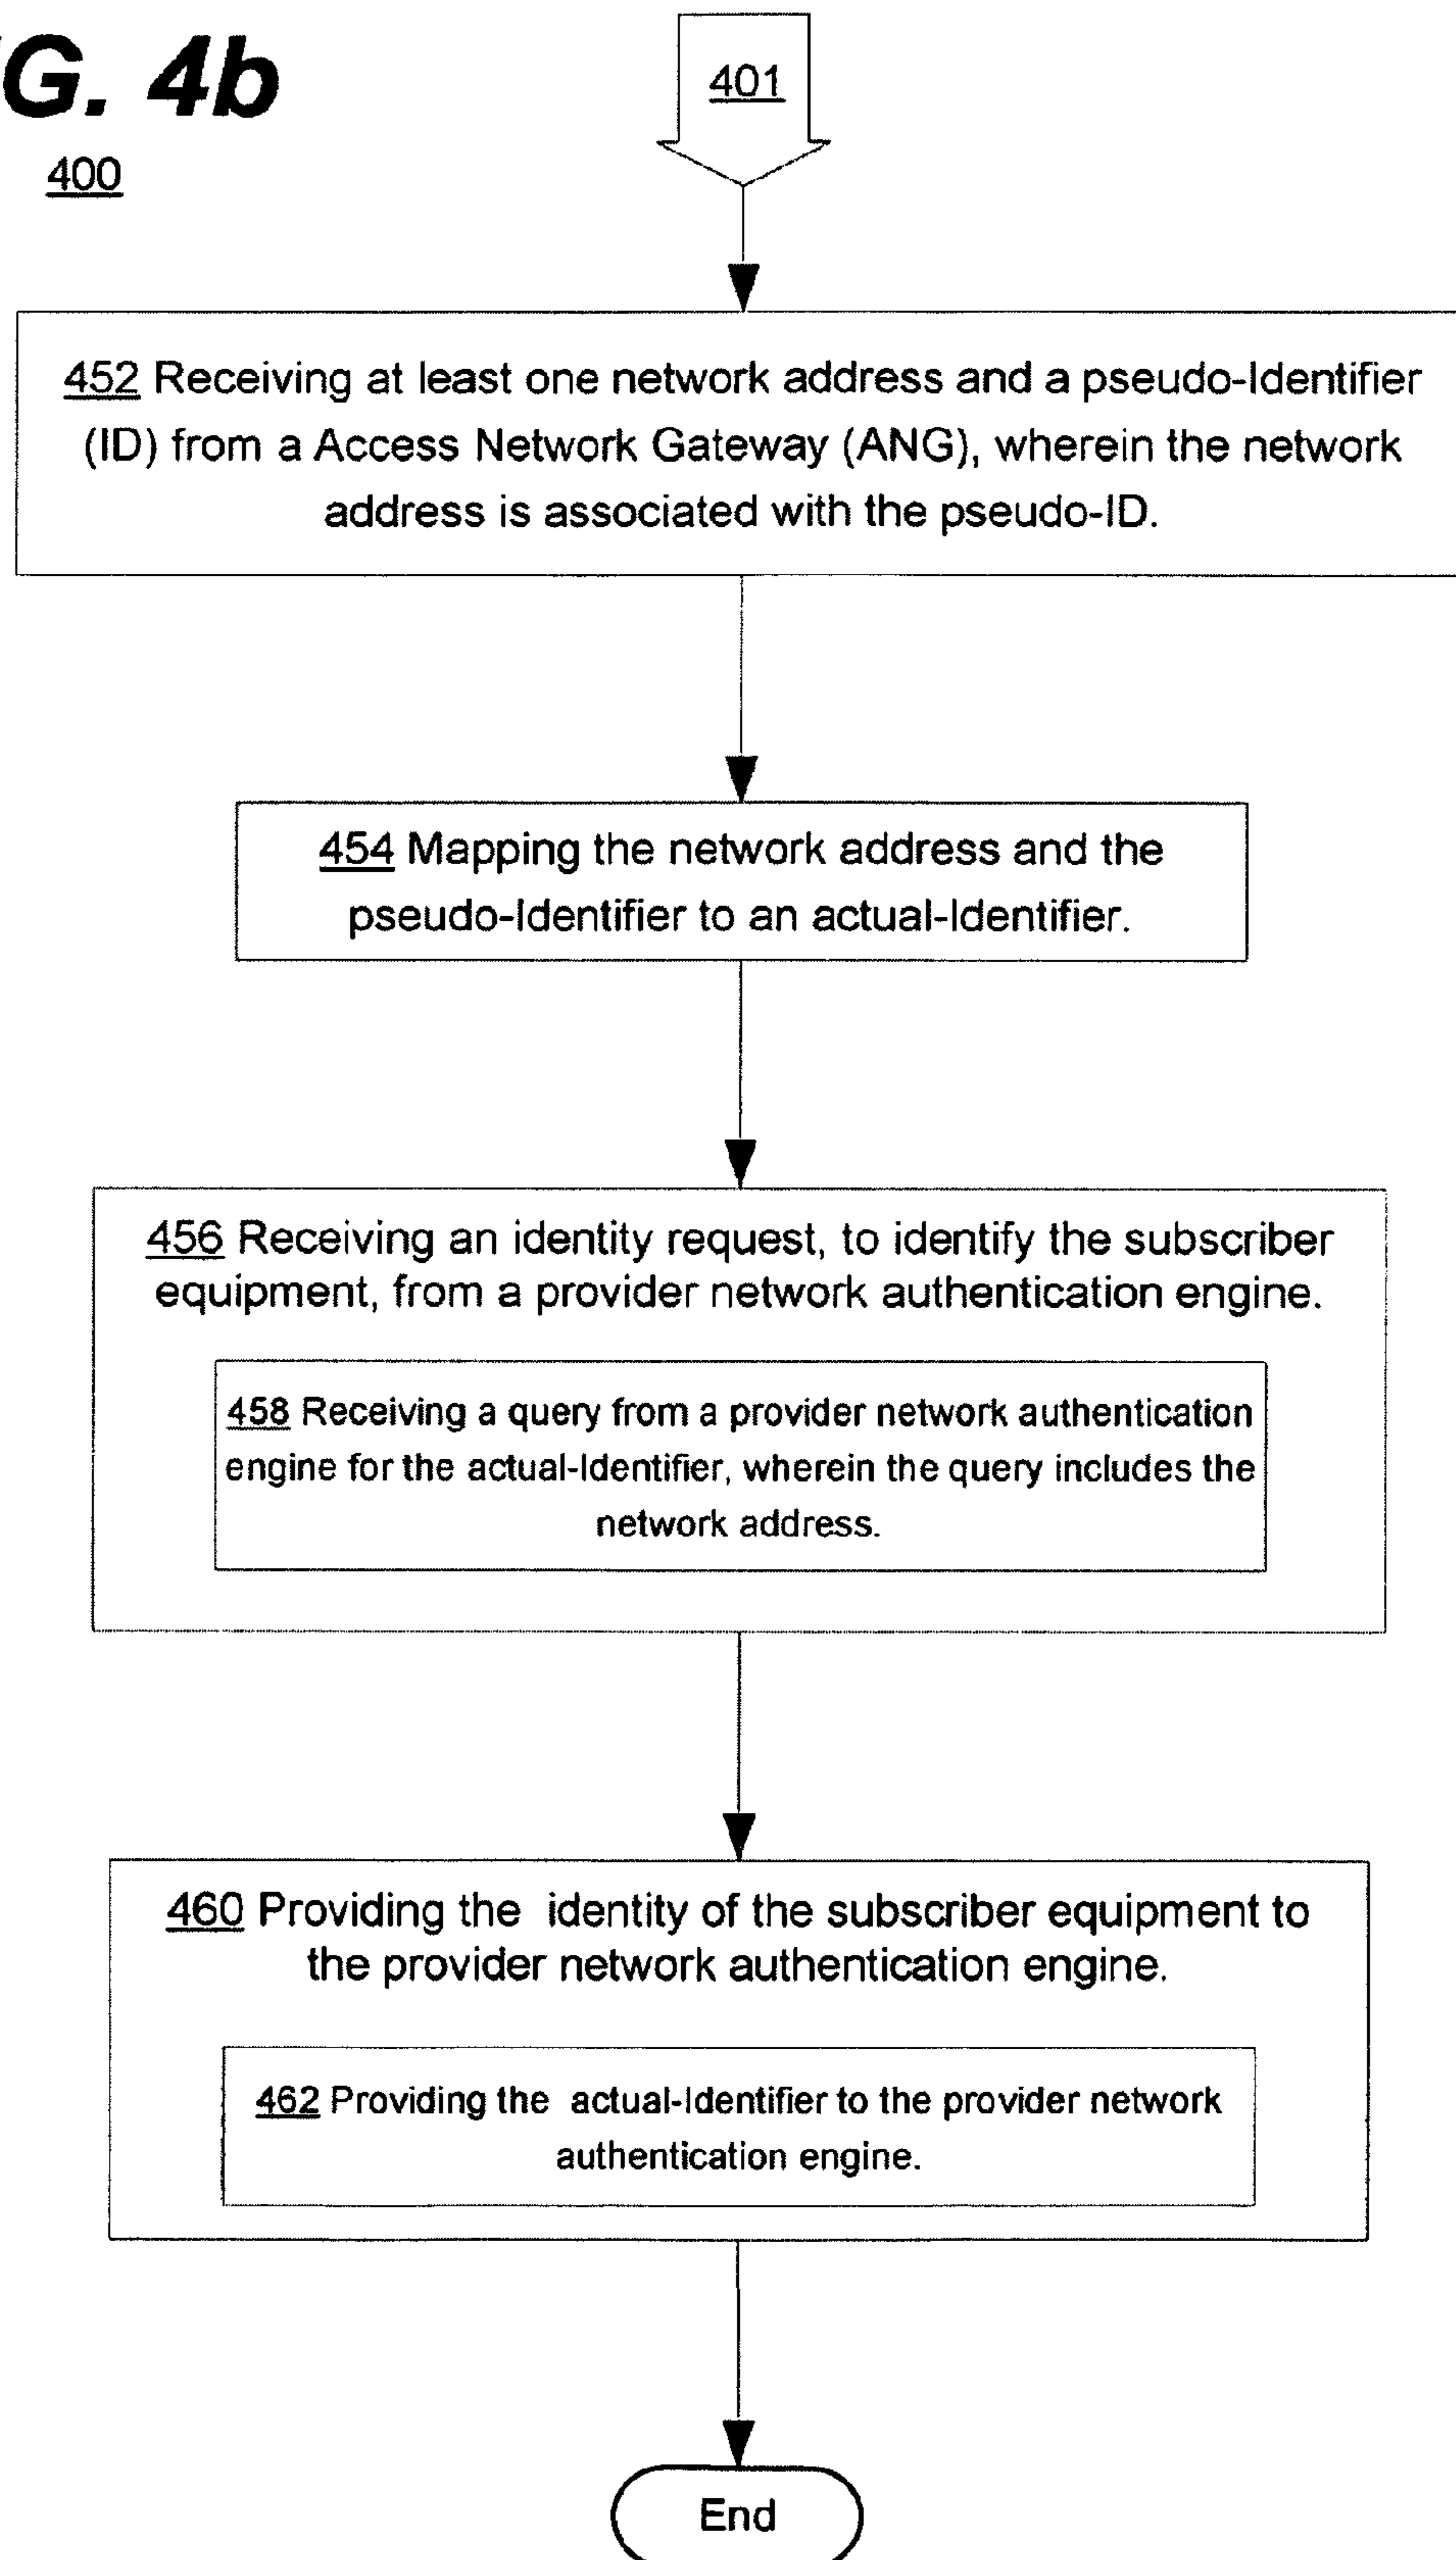 G. 4b
400
401
452 Receiving at least one network address and a pseudo-Identifier
(ID) from a Access Network Gateway (ANG), wherein the network
address is associated with the pseudo-ID.
454 Mapping the network address and the
pseudo-Identifier to an actual-Identifier.
456 Receiving an identity request, to identify the subscriber
equipment, from a provider network authentication engine.
458 Receiving a query from a provider network authentication
engine for the actual-Identifier, wherein the query includes the
network address.
460 Providing the identity of the subscriber equipment to
the provider network authentication engine.
462 Providing the actual-Identifier to the provider network
authentication engine.
End